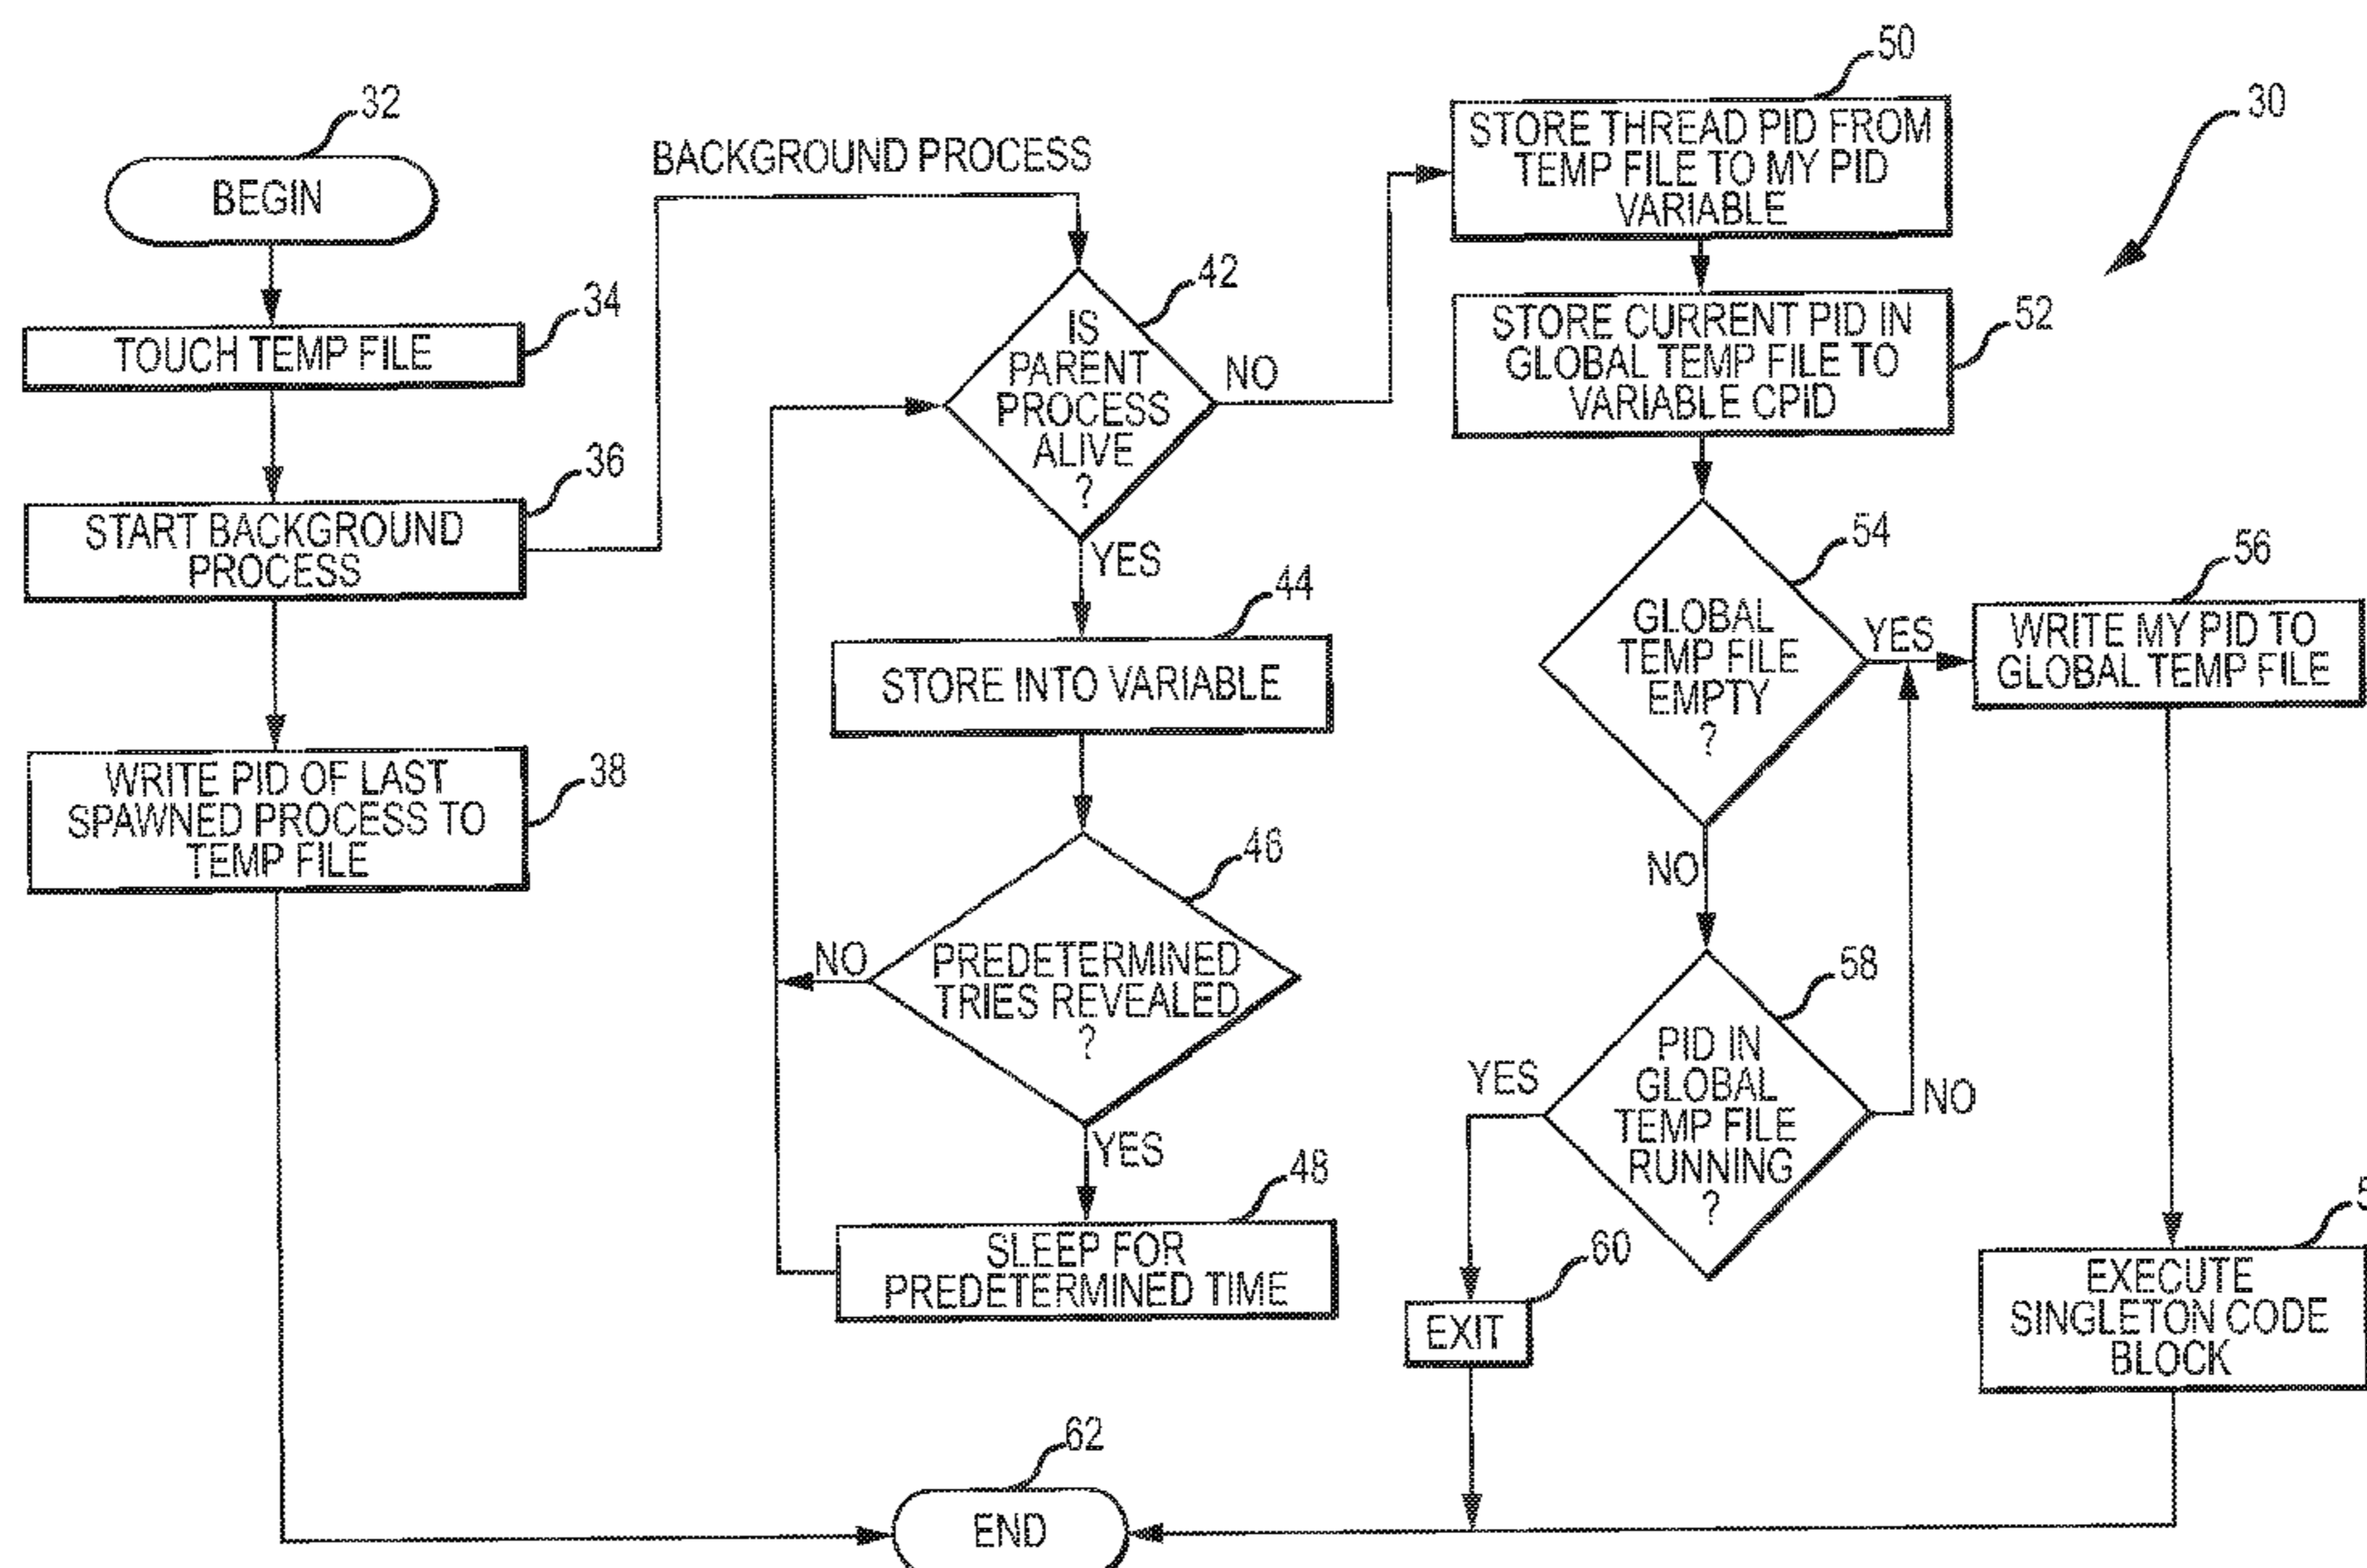 32
BEGIN
34
TOUCH TEMP FILE
36
START BACKGROUND
PROCESS
38
WRITE PID OF LAST
SPAWNED PROCESS TO
TEMP FILE
BACKGROUND PROCESS
42
IS
PARENT
PROCESS
ALIVE
?
NO
YES
44
STORE INTO VARIABLE
46
PREDETERMINED
TRIES REVEALED
?
NO
YES
48
SLEEP FOR
PREDETERMINED TIME
50
STORE THREAD PID FROM
TEMP FILE TO MY PID
VARIABLE
30
52
STORE CURRENT PID IN
GLOBAL TEMP FILE TO
VARIABLE CPID
54
GLOBAL
TEMP FILE
EMPTY
?
YES
NO
56
WRITE MY PID TO
GLOBAL TEMP FILE
58
PID IN
GLOBAL
TEMP FILE
RUNNING
?
YES
NO
60
EXIT
EXECUTE
SINGLETON CODE
BLOCK
62
END